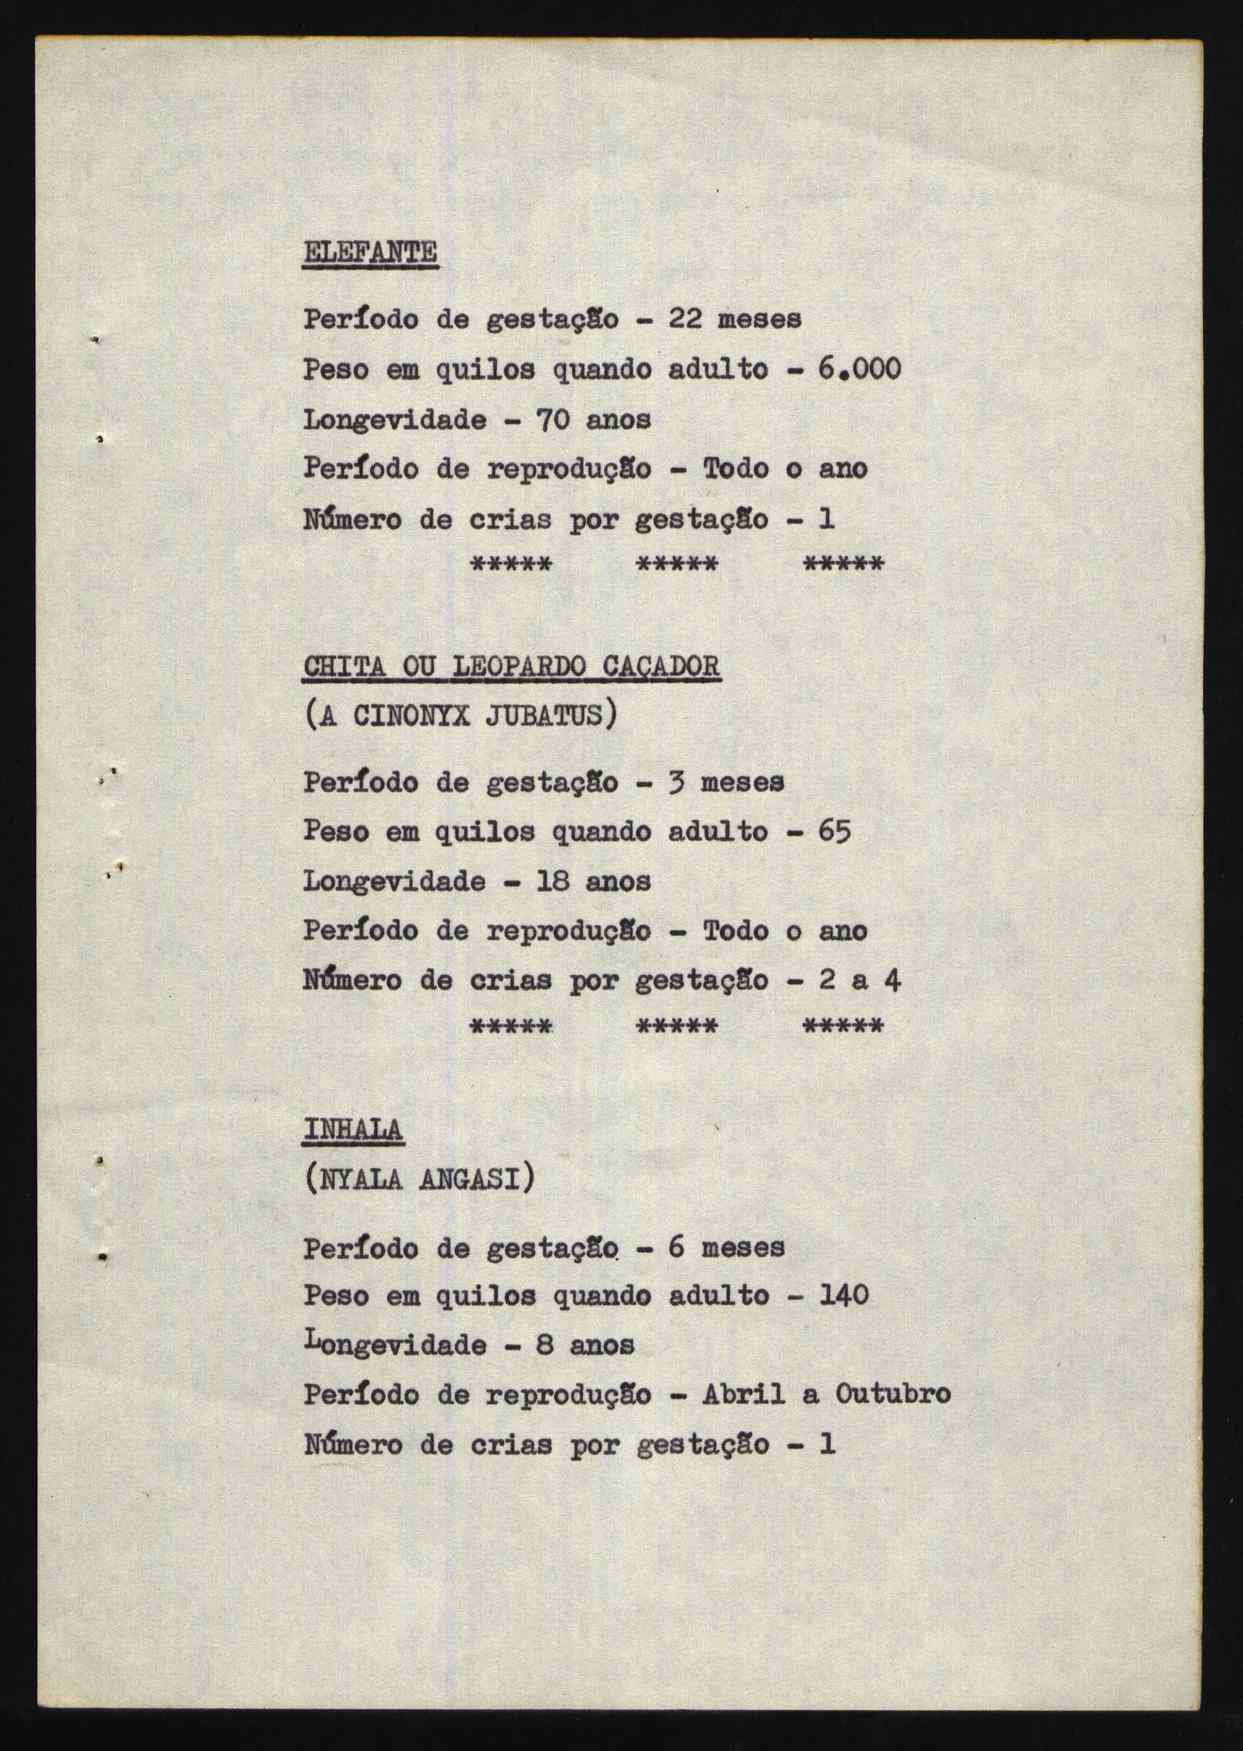 ELEFANTE
Período de gestação - 22 meses
Peso em quilos quando adulto - 6.000
Longevidade - 70 anos
Período de reprodução - Todo o ano
Número de crias por gestação - 1
***** ***** *****
CHITA OU LEOPARDO CAÇADOR
(A CINONYX JUBATUS)
Período de gestação - 3 meses
Peso em quilos quando adulto - 65
Longevidade - 18 anos
Período de reprodução - Todo o ano
Número de crias por gestação - 2 a 4
***** ***** *****
INHALA
(NYALA ANGASI)
Período de gestação - 6 meses
Peso em quilos quando adulto - 140
Longevidade - 8 anos
Período de reprodução - Abril a Outubro
Número de crias por gestação - 1